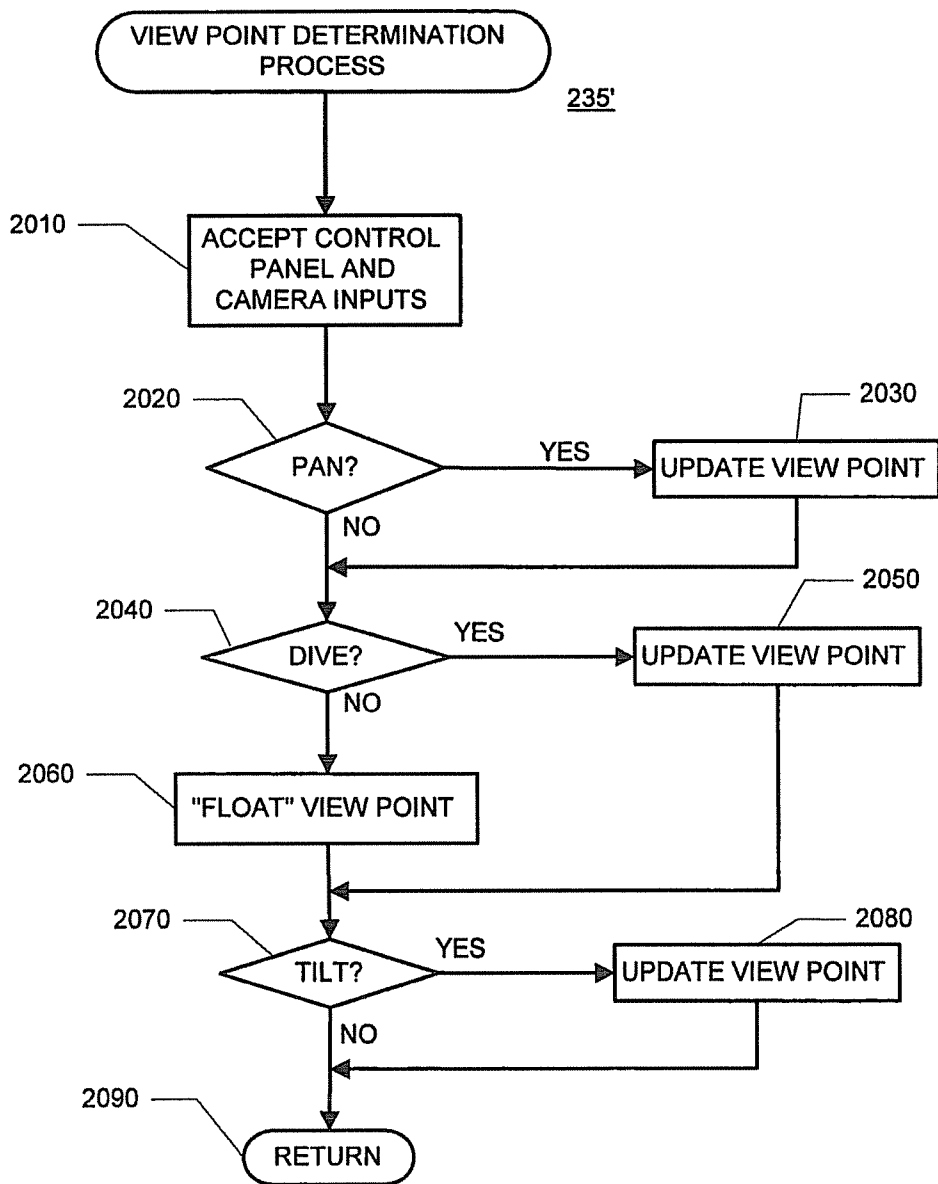 VIEW POINT DETERMINATION
PROCESS
235'
2010
ACCEPT CONTROL
PANEL AND
CAMERA INPUTS
2020
PAN?
YES
2030
UPDATE VIEW POINT
NO
2040
DIVE?
YES
2050
UPDATE VIEW POINT
NO
2060
"FLOAT" VIEW POINT
2070
TILT?
YES
2080
UPDATE VIEW POINT
NO
2090
RETURN